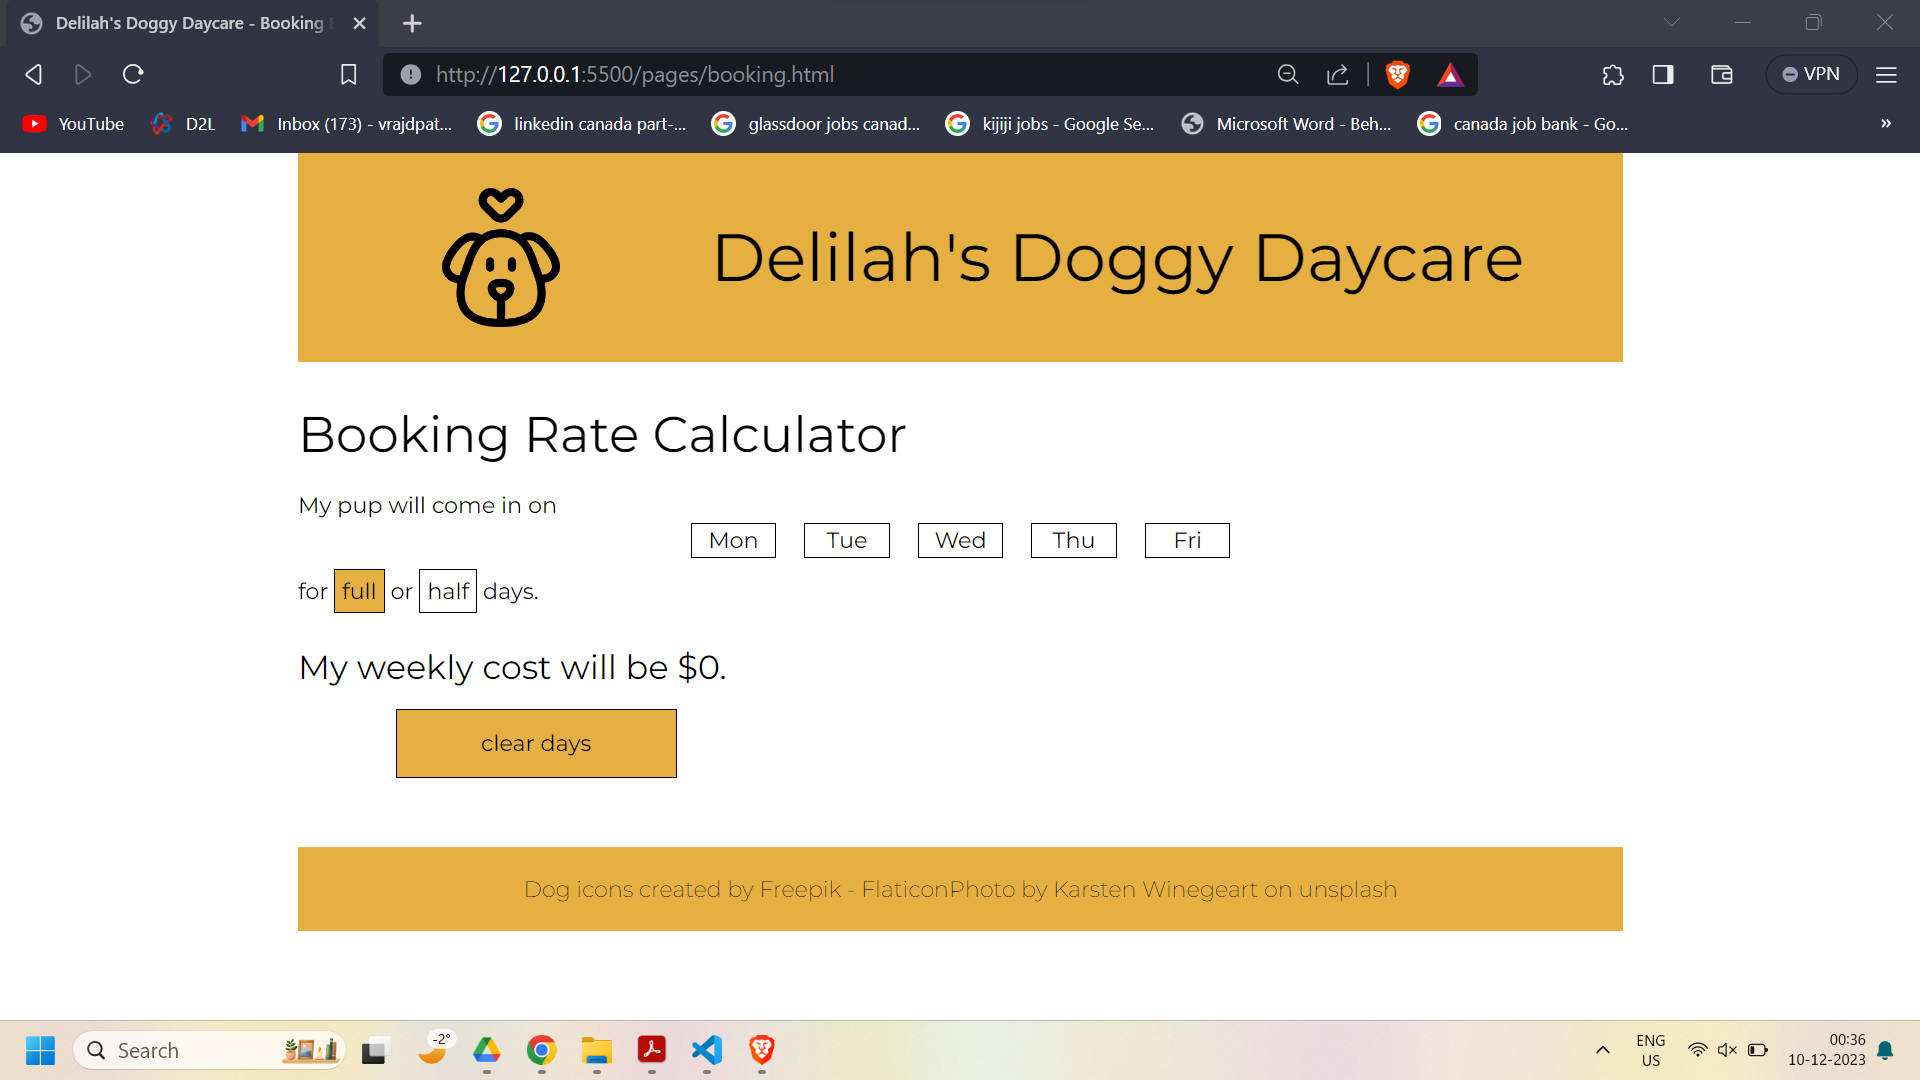 Delilah's Doggy Daycare - Booking
http://127.0.0.1:5500/pages/booking.html
VPN
YouTube
D2L
Inbox (173) - vrajdpat...
linkedin canada part-...
glassdoor jobs canad...
kijiji jobs - Google Se...
Microsoft Word - Beh...
canada job bank - Go...
»
Delilah's Doggy Daycare
Booking Rate Calculator
My pup will come in on
Mon Tue Wed Thu Fri
for full or half days.
My weekly cost will be $0.
clear days
Dog icons created by Freepik - FlaticonPhoto by Karsten Winegeart on unsplash
Search
-2°
ENG
US
00:36
10-12-2023